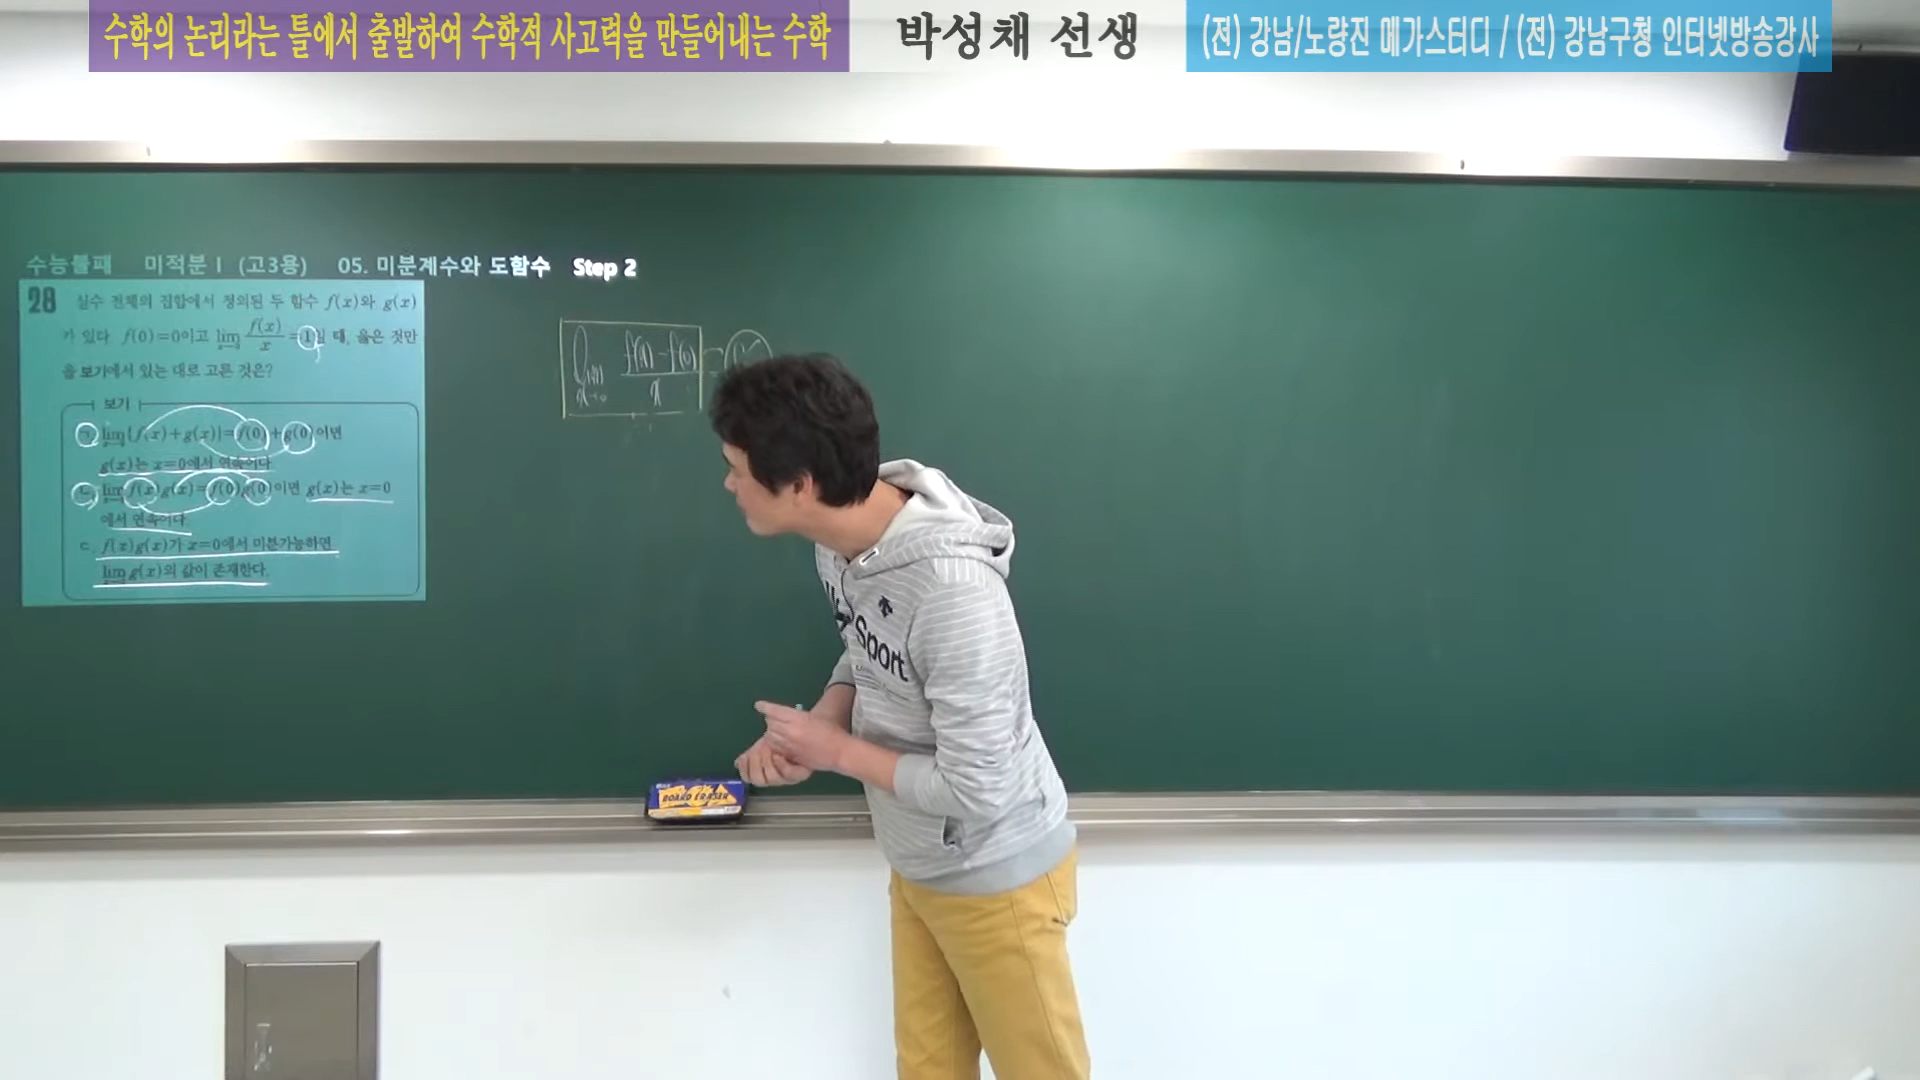 수학의 논리라는 틀에서 출발하여 수학적 사고력을 만들어내는 수학
박성채 선생
(전) 강남/노량진 메가스터디 / (전) 강남구청 인터넷방송강사
수능불패 미적분Ⅰ (고3용) 05. 미분계수와 도함수 Step 2
28 실수 전체의 집합에서 정의된 두 함수 f(x)와 g(x)
가 있다. f(0)=0이고 lim f(x)/x =1일 때, 옳은 것만
을 보기에서 있는 대로 고른 것은?
보기
ㄱ. lim{f(x)+g(x)}=f(0)+g(0)이면
g(x)는 x=0에서 연속이다.
ㄴ. lim f(x)g(x)=f(0)g(0)이면 g(x)는 x=0
에서 연속이다.
ㄷ. f(x)g(x)가 x=0에서 미분가능하면
lim g(x)의 값이 존재한다.
lim x→0 f(x)-f(0)/x =
Sport
BOARD ERASER